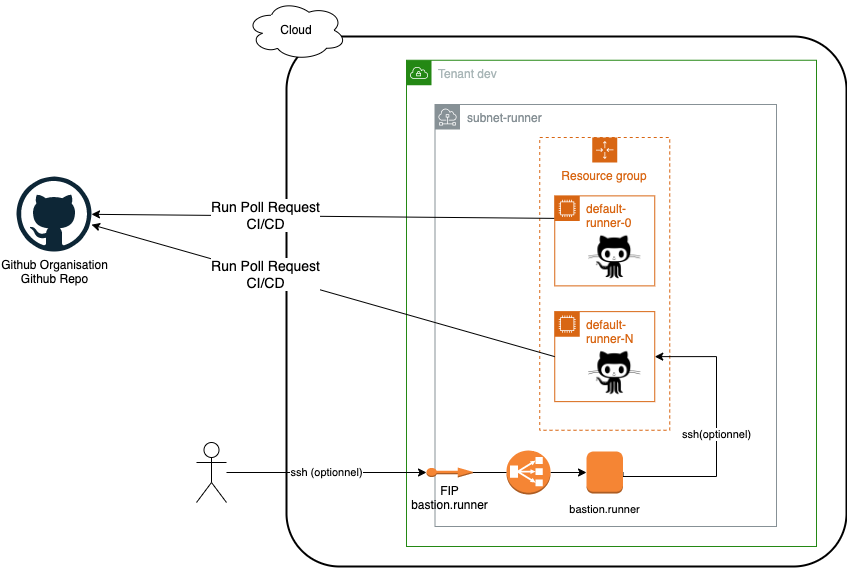 Cloud
Tenant dev
subnet-runner
Resource group
default-
runner-0
Run Poll Request
CI/CD
Github Organisation
Github Repo
Run Poll Request
CI/CD
default-
runner-N
ssh(optionnel)
ssh (optionnel)
FIP
bastion.runner
bastion.runner